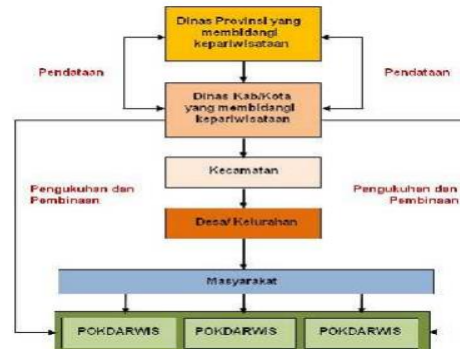 Dinas Provinsi yang
membidangi
kepariwisataan
Pendataan
Pendataan
Dinas Kab/Kota
yang membidangi
kepariwisataan
Kecamatan
Pengukuhan dan
Pembinaan
Pengukuhan dan
Pembinaan
Desa/ Kelurahan
Masyarakat
POKDARWIS
POKDARWIS
POKDARWIS